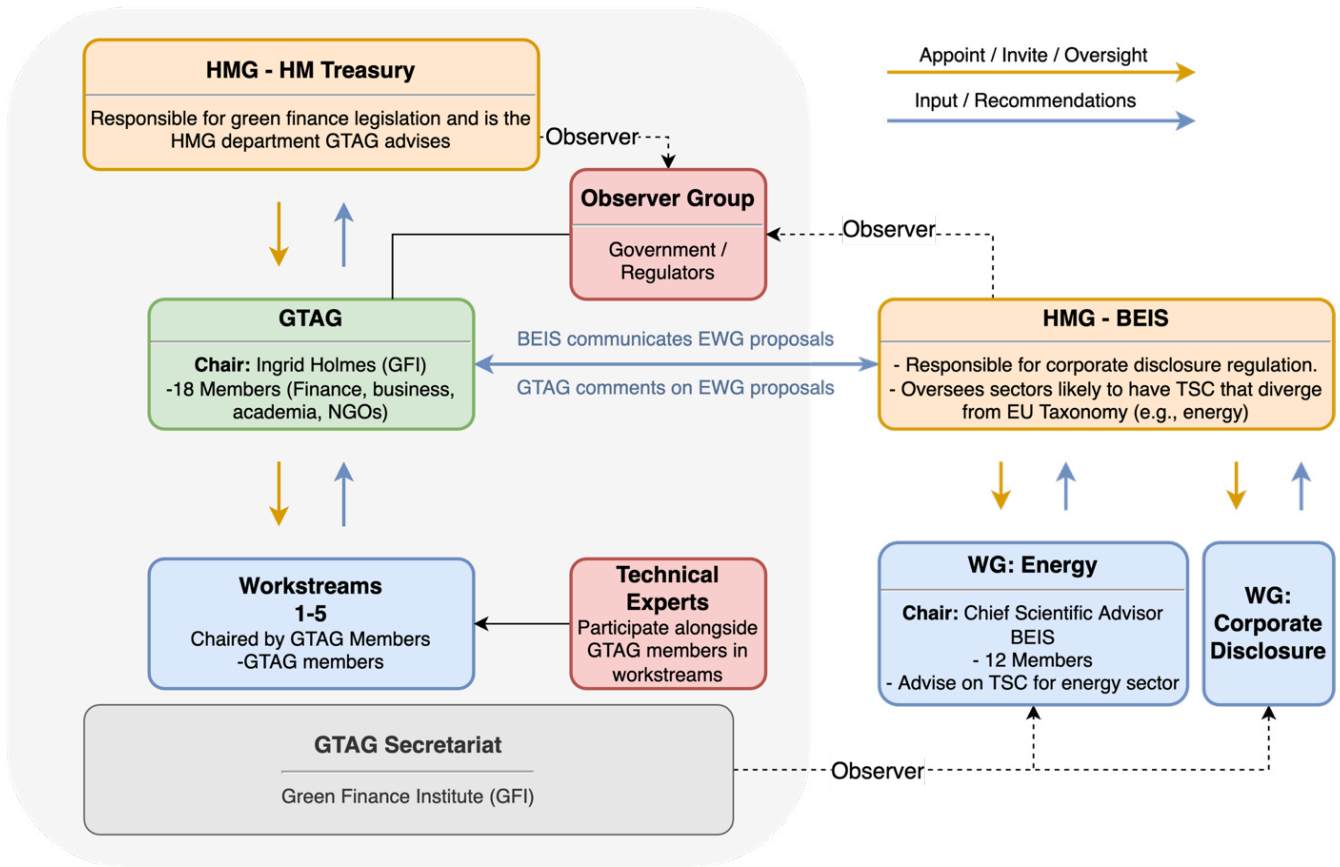 HMG - HM Treasury
Responsible for green finance legislation and is the
HMG department GTAG advises
Appoint / Invite / Oversight
Input / Recommendations
Observer
Observer Group
Government /
Regulators
Observer
GTAG
Chair: Ingrid Holmes (GFI)
-18 Members (Finance, business,
academia, NGOs)
BEIS communicates EWG proposals
GTAG comments on EWG proposals
HMG - BEIS
- Responsible for corporate disclosure regulation.
- Oversees sectors likely to have TSC that diverge
from EU Taxonomy (e.g., energy)
Workstreams
1-5
Chaired by GTAG Members
-GTAG members
Technical
Experts
Participate alongside
GTAG members in
workstreams
WG: Energy
Chair: Chief Scientific Advisor
BEIS
- 12 Members
- Advise on TSC for energy sector
WG:
Corporate
Disclosure
GTAG Secretariat
Green Finance Institute (GFI)
Observer